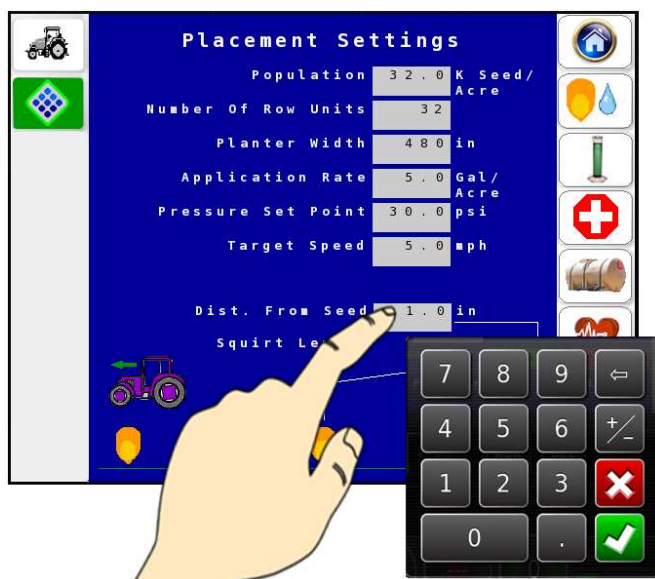 Placement Settings
Population 32.0 K Seed/
Acre
Number Of Row Units 32
Planter Width 480 in
Application Rate 5.0 Gal/
Acre
Pressure Set Point 30.0 psi
Target Speed 5.0 mph
Dist. From Seed 1.0 in
Squirt
7 8 9
4 5 6 +/-
1 2 3
0 .